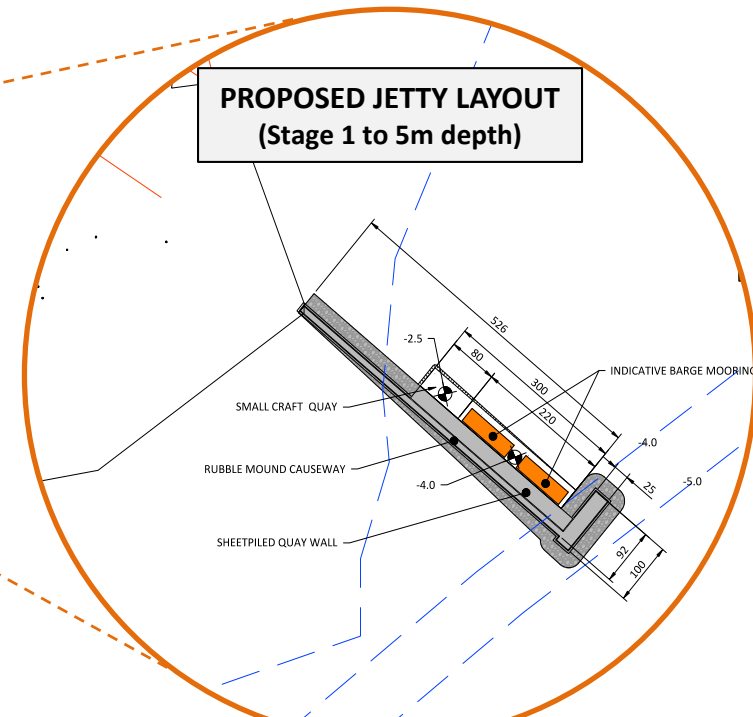 PROPOSED JETTY LAYOUT
(Stage 1 to 5m depth)
526
-2.5
80
300
INDICATIVE BARGE MOORING
220
SMALL CRAFT QUAY
-4.0
RUBBLE MOUND CAUSEWAY
-4.0
25
-5.0
SHEETPILED QUAY WALL
92
100